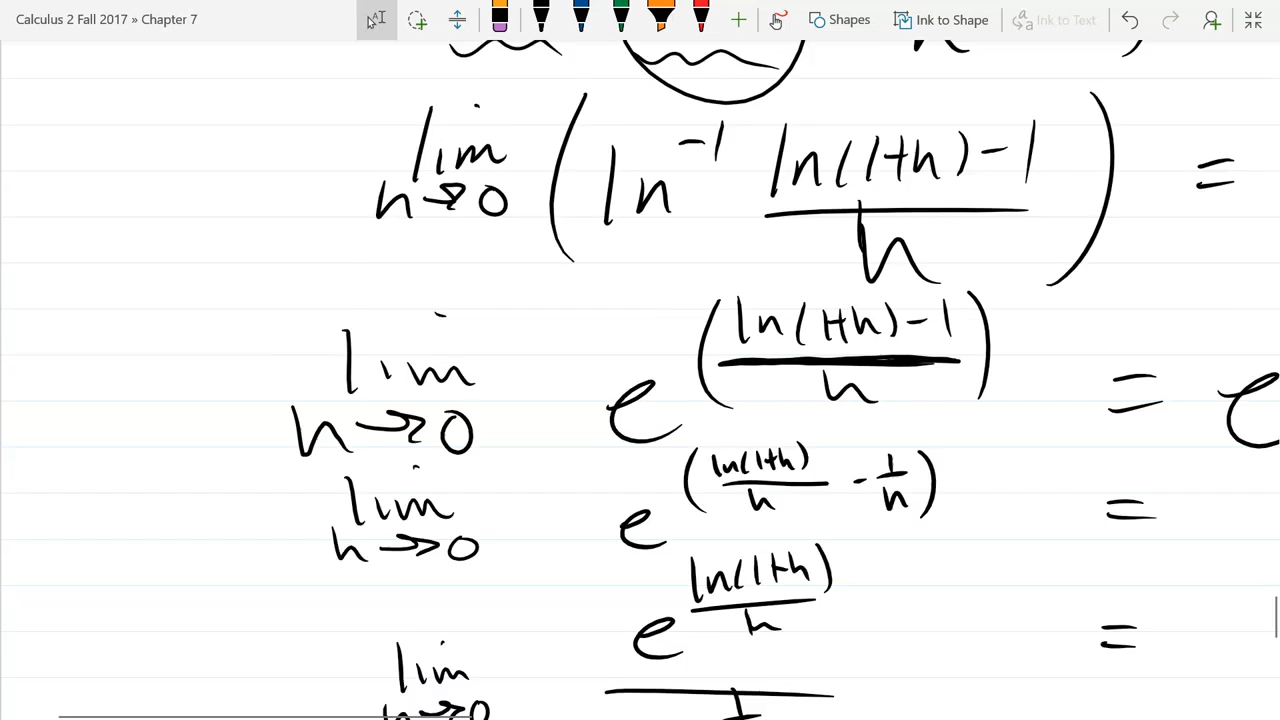 Calculus 2 Fall 2017 » Chapter 7
Shapes
Ink to Shape
Ink to Text
lim h→0 ( ln⁻¹ (ln(1+h) - 1)/h ) =
lim h→0 e^((ln(1+h) - 1)/h) = e
lim h→0 e^(ln(1+h)/h - 1/h) =
lim h→0 e^(ln(1+h)/h) =